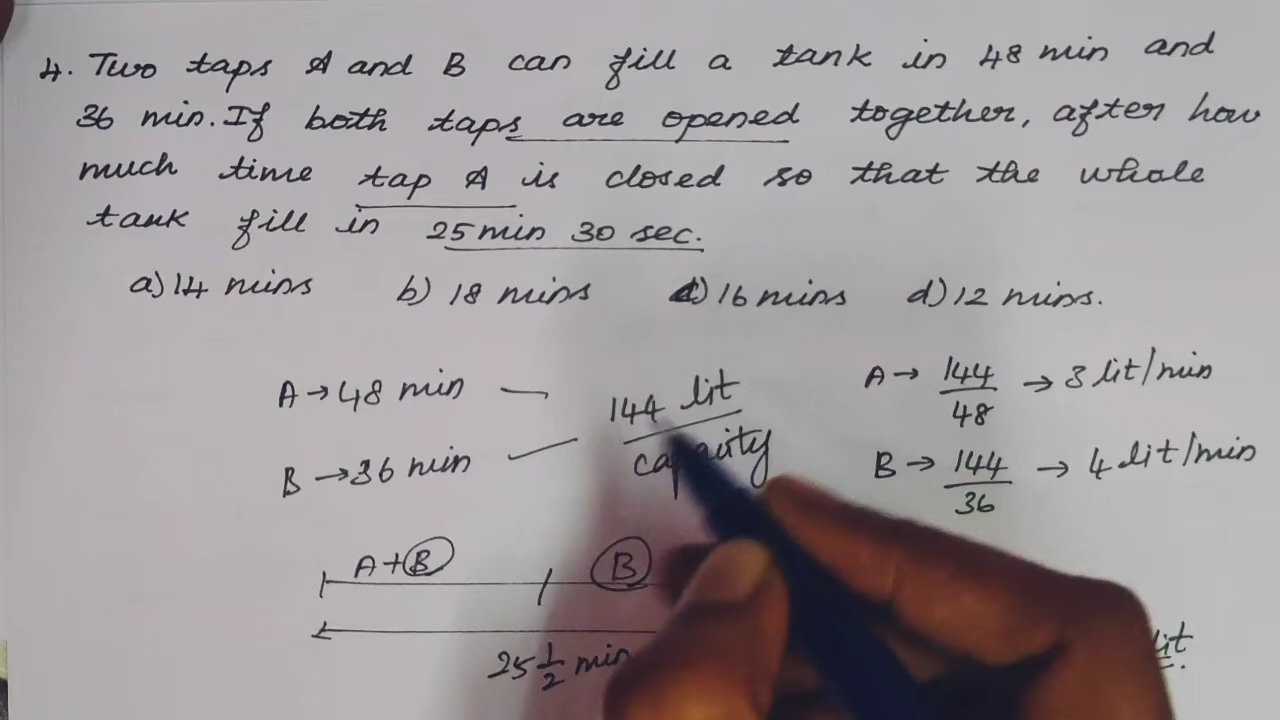 4. Two taps A and B can fill a tank in 48 min and
36 min. If both taps are opened together, after how
much time tap A is closed so that the whole
tank fill in 25 min 30 sec.
a) 14 mins b) 18 mins c) 16 mins d) 12 mins.
A → 48 min
B → 36 min
144 lit
capacity
A → 144/48 → 3 lit/min
B → 144/36 → 4 lit/min
A+B B
25 1/2 min
lit.